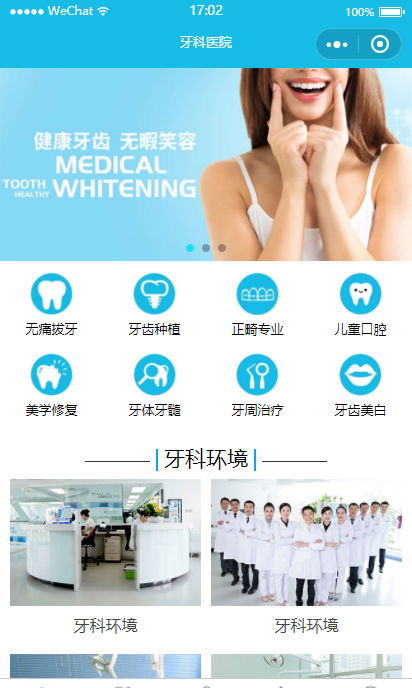 WeChat
17:02
100%
牙科医院
健康牙齿 无暇笑容
MEDICAL
TOOTH
HEALTHY
WHITENING
无痛拔牙
牙齿种植
正畸专业
儿童口腔
美学修复
牙体牙髓
牙周治疗
牙齿美白
牙科环境
牙科环境
牙科环境